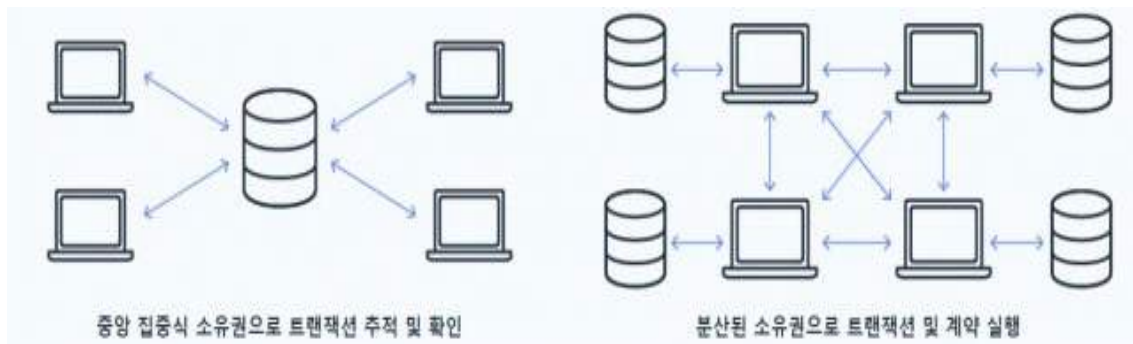 중앙 집중식 소유권으로 트랜잭션 추적 및 확인
분산된 소유권으로 트랜잭션 및 계약 실행